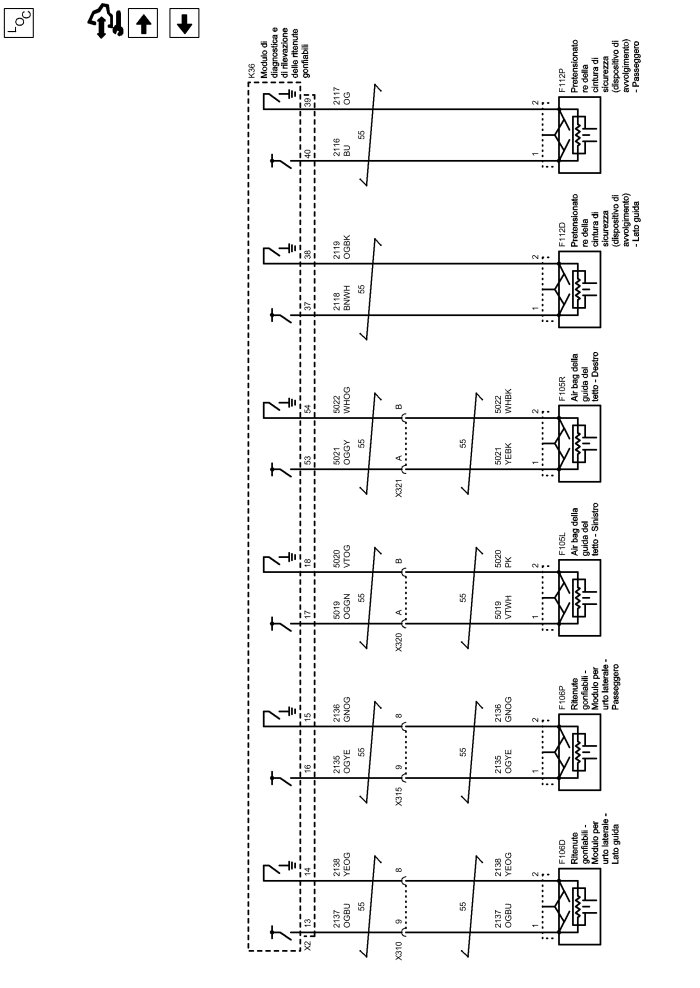 LOC
K36
Modulo di
diagnostica e
di rilevazione
delle ritenute
gonfiabili
X2
13
14
16
15
17
18
53
54
37
38
40
39
2137
OGBU
2138
YEOG
2135
OGYE
2136
GNOG
5019
OGGN
5020
VTOG
5021
OGGY
5022
WHOG
2118
BNWH
2119
OGBK
2116
BU
2117
OG
55
55
55
55
55
55
X310
9
8
X315
9
8
X320
A
B
X321
A
B
55
55
55
55
2137
OGBU
2138
YEOG
2135
OGYE
2136
GNOG
5019
VTWH
5020
PK
5021
YEBK
5022
WHBK
1
2
1
2
1
2
1
2
1
2
1
2
F106D
Ritenute
gonfiabili -
Modulo per
urto laterale -
Lato guida
F106P
Ritenute
gonfiabili -
Modulo per
urto laterale -
Passeggero
F105L
Air bag della
guida del
tetto - Sinistro
F105R
Air bag della
guida del
tetto - Destro
F112D
Pretensionato
re della
cintura di
sicurezza
(dispositivo di
avvolgimento)
- Lato guida
F112P
Pretensionato
re della
cintura di
sicurezza
(dispositivo di
avvolgimento)
- Passeggero